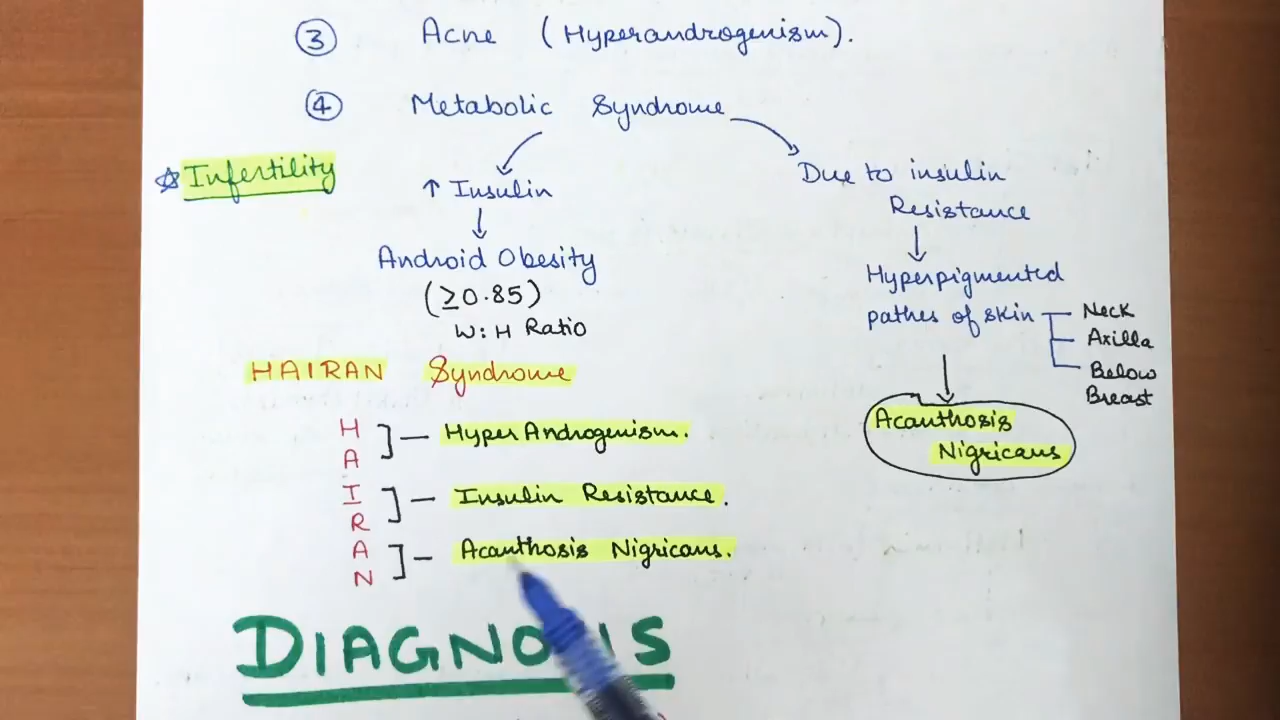 ③ Acne (Hyperandrogenism).
④ Metabolic Syndrome
☆ Infertility
↑ Insulin
↓
Android Obesity
(≥0.85)
W:H Ratio
Due to insulin
Resistance
↓
Hyperpigmented
pathes of skin
Neck
Axilla
Below
Breast
↓
Acanthosis
Nigricans
HAIRAN Syndrome
H
A ] — HyperAndrogenism.
I
R ] — Insulin Resistance.
A
N ] — Acanthosis Nigricans.